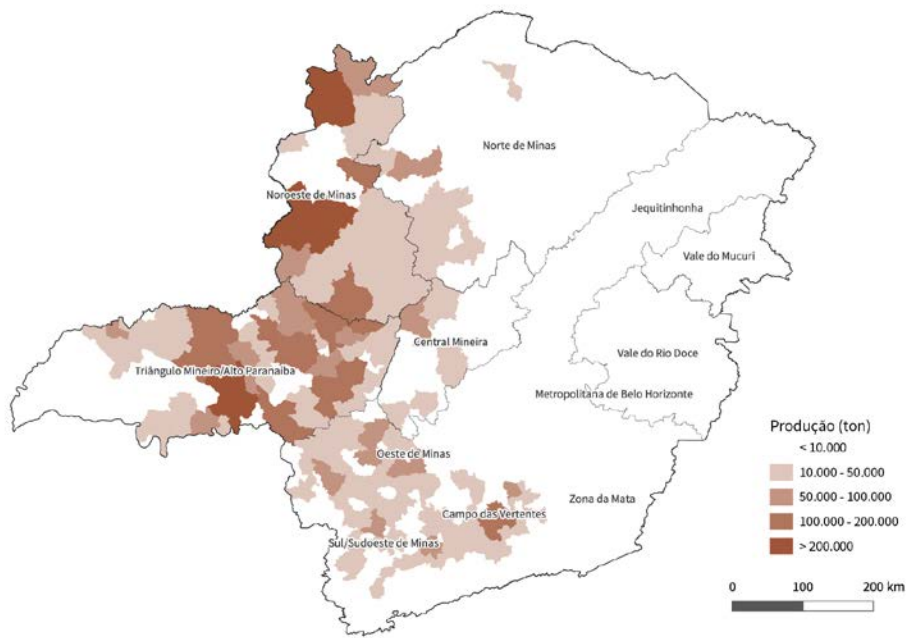 Norte de Minas
Noroeste de Minas
Jequitinhonha
Vale do Mucuri
Central Mineira
Vale do Rio Doce
Triângulo Mineiro/Alto Paranaíba
Metropolitana de Belo Horizonte
Oeste de Minas
Zona da Mata
Campo das Vertentes
Sul/Sudoeste de Minas
Produção (ton)
< 10.000
10.000 - 50.000
50.000 - 100.000
100.000 - 200.000
> 200.000
0 100 200 km